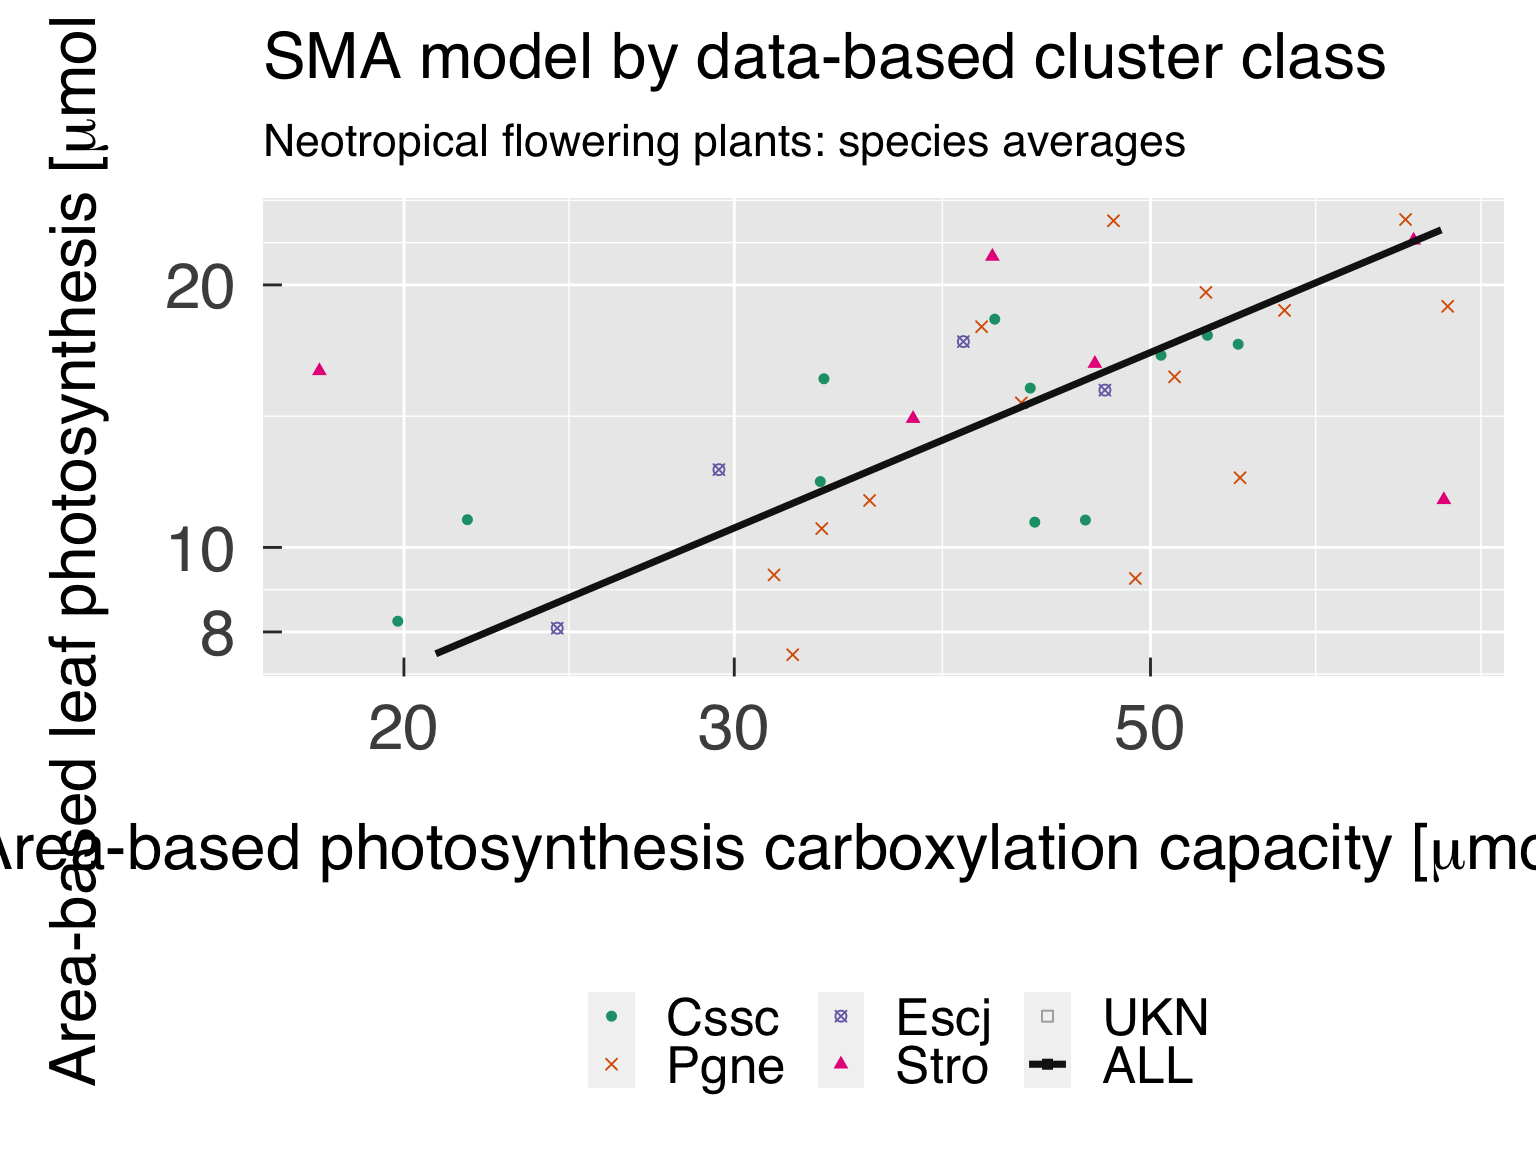 SMA model by data-based cluster class
Neotropical flowering plants: species averages
Area-based leaf photosynthesis [μmol
20
10
8
20 30 50
Area-based photosynthesis carboxylation capacity [μmo
Cssc Escj UKN
Pgne Stro ALL